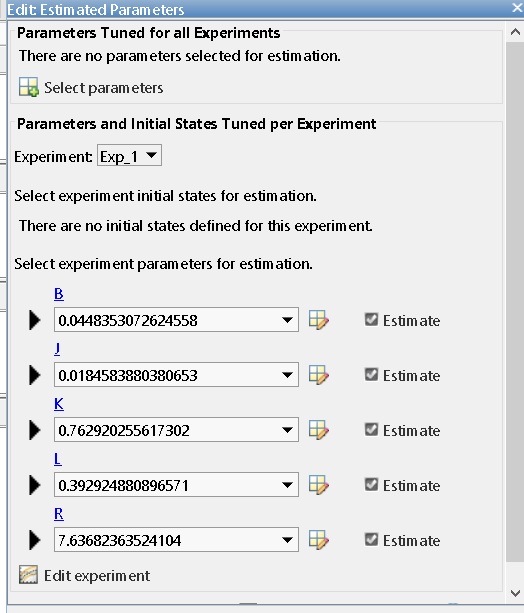 Edit: Estimated Parameters
Parameters Tuned for all Experiments
There are no parameters selected for estimation.
Select parameters
Parameters and Initial States Tuned per Experiment
Experiment: Exp_1
Select experiment initial states for estimation.
There are no initial states defined for this experiment.
Select experiment parameters for estimation.
B
0.0448353072624558 Estimate
J
0.0184583880380653 Estimate
K
0.762920255617302 Estimate
L
0.392924880896571 Estimate
R
7.63682363524104 Estimate
Edit experiment